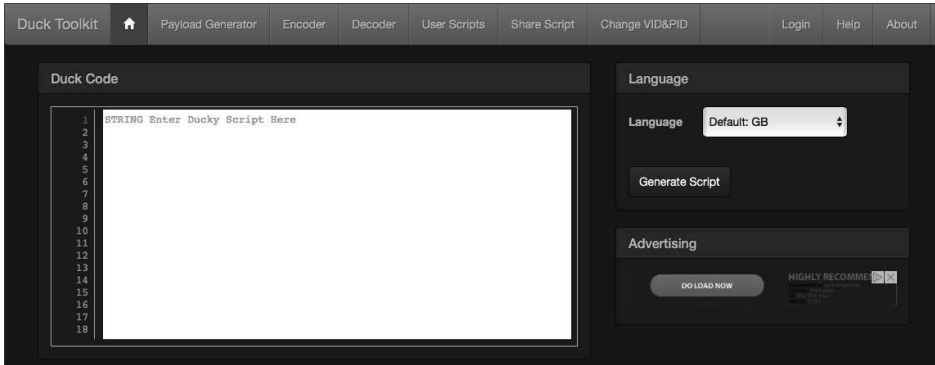 Duck Toolkit Payload Generator Encoder Decoder User Scripts Share Script Change VID&PID Login Help About
Duck Code
1 STRING Enter Ducky Script Here
2
3
4
5
6
7
8
9
10
11
12
13
14
15
16
17
18
Language
Language Default: GB
Generate Script
Advertising
DO LOAD NOW
HIGHLY RECOMME